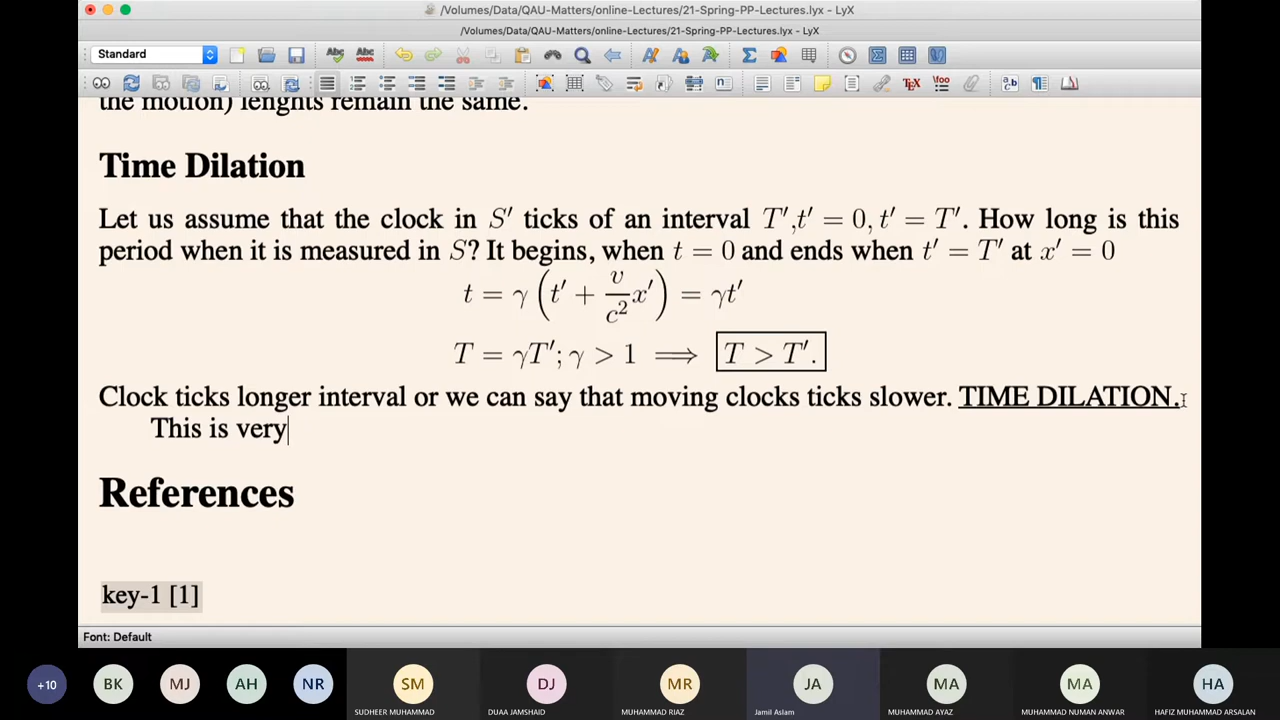 /Volumes/Data/QAU-Matters/online-Lectures/21-Spring-PP-Lectures.lyx - LyX
/Volumes/Data/QAU-Matters/online-Lectures/21-Spring-PP-Lectures.lyx - LyX
Standard
the motion) lenghts remain the same.
Time Dilation
Let us assume that the clock in S′ ticks of an interval T′,t′ = 0, t′ = T′. How long is this
period when it is measured in S? It begins, when t = 0 and ends when t′ = T′ at x′ = 0
t = γ (t′ + v/c² x′) = γt′
T = γT′; γ > 1 ⟹ T > T′.
Clock ticks longer interval or we can say that moving clocks ticks slower. TIME DILATION.
This is very
References
key-1 [1]
Font: Default
+10 BK MJ AH NR SM DJ MR JA MA MA HA
SUDHEER MUHAMMAD DUAA JAMSHAID MUHAMMAD RIAZ Jamil Aslam MUHAMMAD AYAZ MUHAMMAD NUMAN ANWAR HAFIZ MUHAMMAD ARSALAN